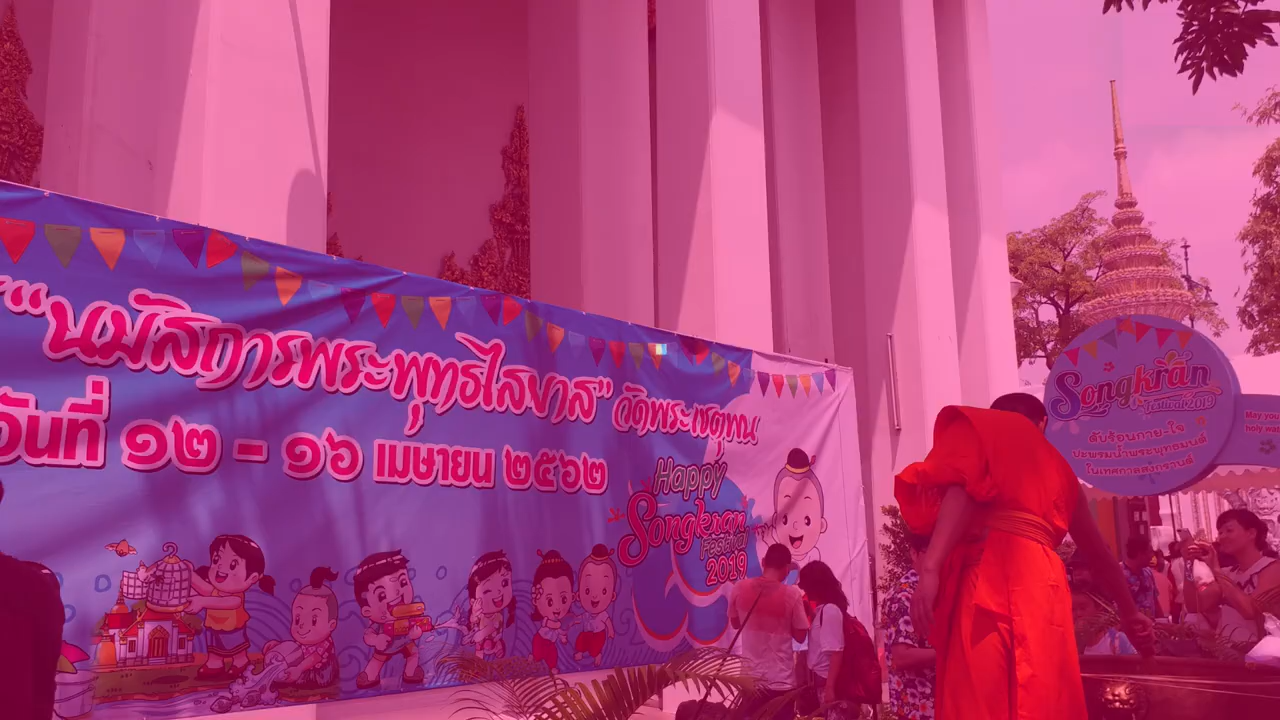 “นมัสการพระพุทธไสยาส” วัดพระเชตุพน
วันที่ ๑๒ - ๑๖ เมษายน ๒๕๖๒
Happy
Songkran
Festival
2019
Songkran
Festival 2019
ดับร้อนกาย-ใจ
ปะพรมน้ำพระพุทธมนต์
ในเทศกาลสงกรานต์
May you
holy wat